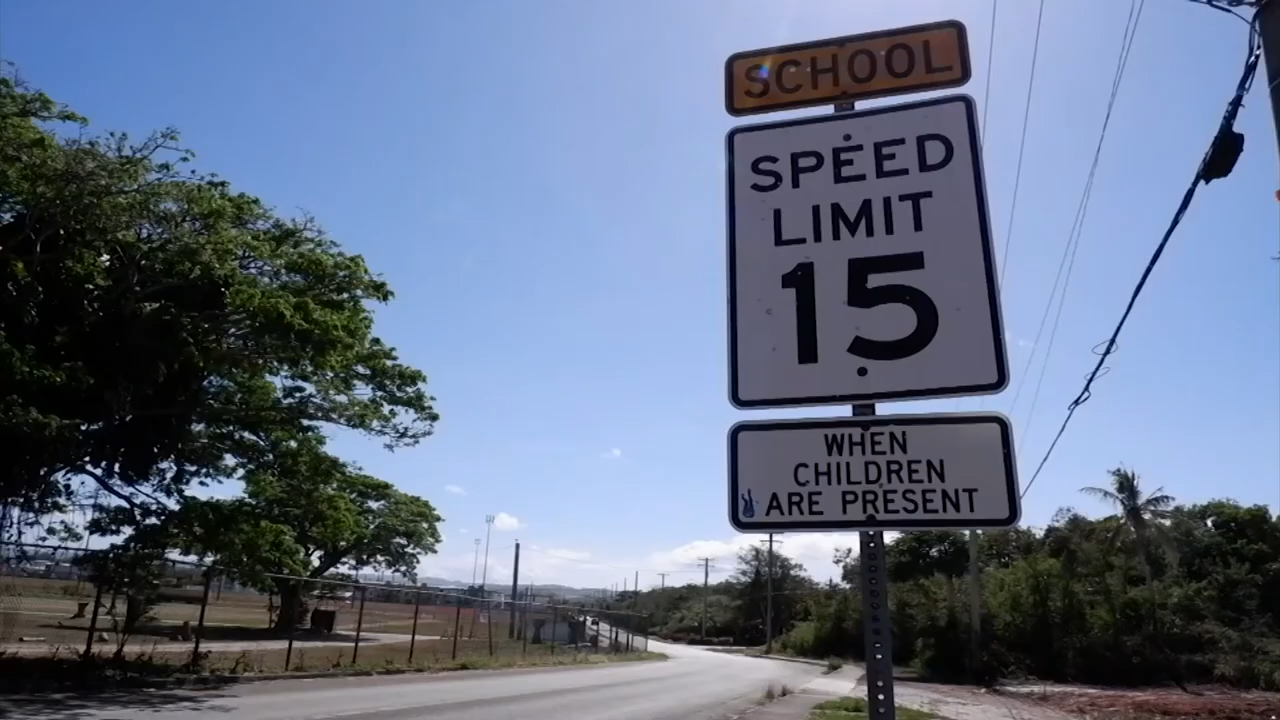 SCHOOL
SPEED
LIMIT
15
WHEN
CHILDREN
ARE PRESENT